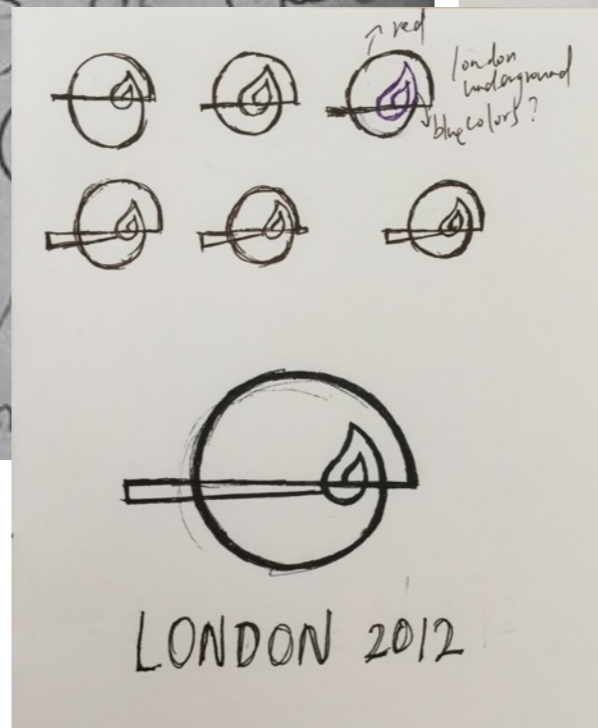 ↑ red
london
underground
↓ blue colors?
LONDON 2012